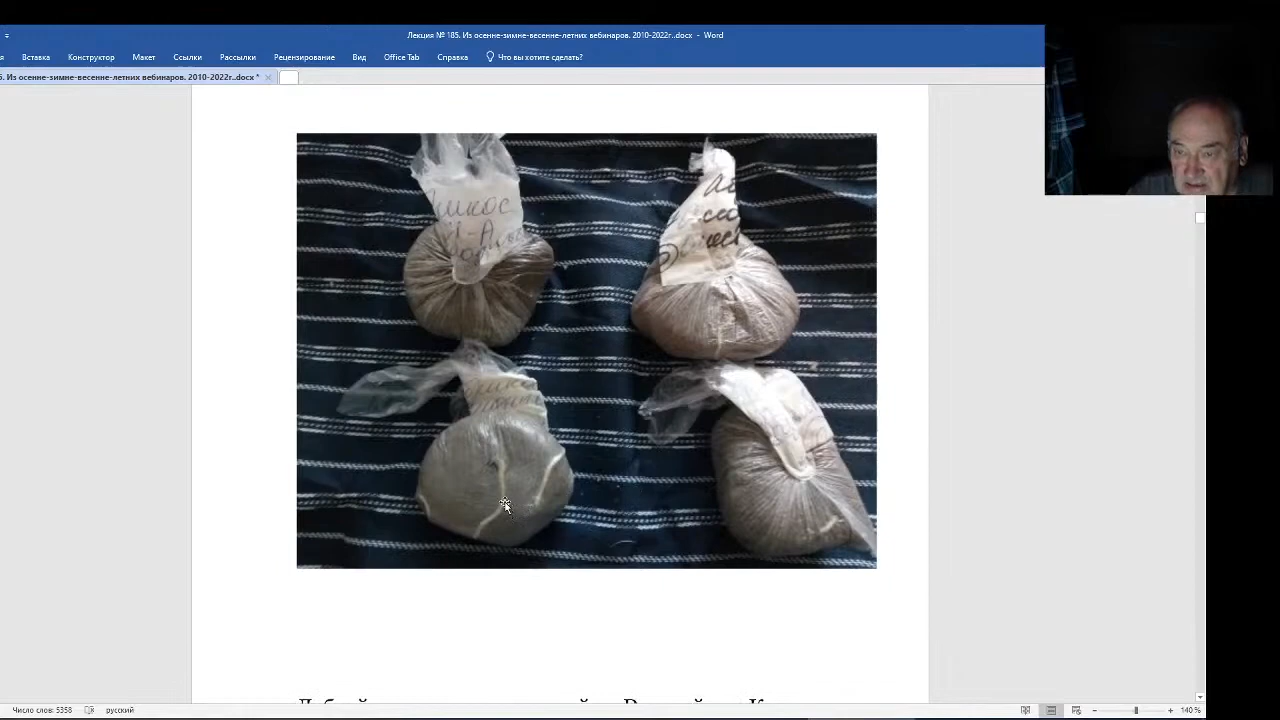 Лекция № 185. Из осенне-зимне-весенне-летних вебинаров. 2010-2022г..docx - Word
Вставка Конструктор Макет Ссылки Рассылки Рецензирование Вид Office Tab Справка Что вы хотите сделать?
5. Из осенне-зимне-весенне-летних вебинаров. 2010-2022г..docx *
Число слов: 5358 русский 140 %